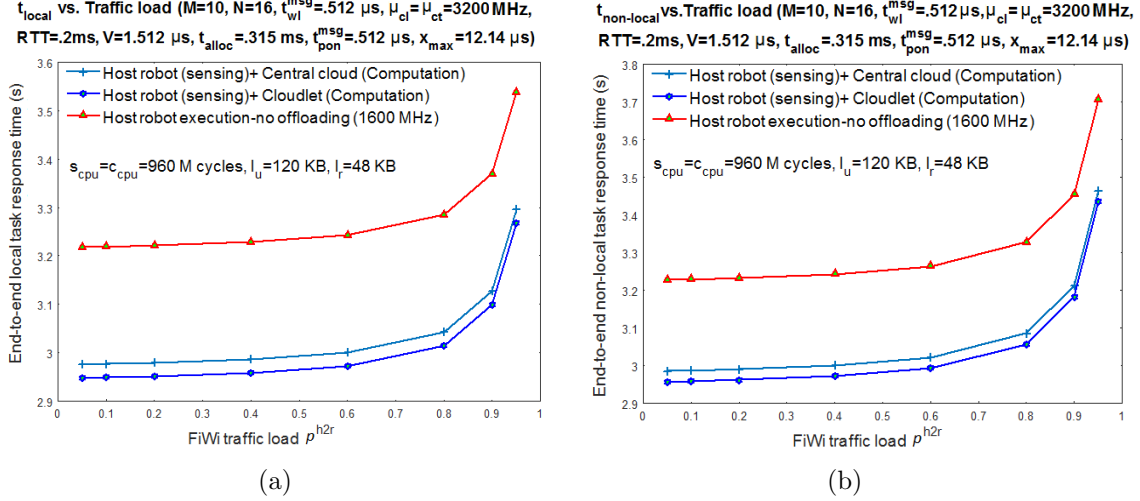 t_local vs. Traffic load (M=10, N=16, t_wl^msg=.512 μs,μ_cl=μ_ct=3200 MHz,
RTT=.2ms, V=1.512 μs, t_alloc=.315 ms, t_pon^msg=.512 μs, x_max=12.14 μs)
3.6
3.5
3.4
3.3
3.2
3.1
3
2.9
End-to-end local task response time (s)
Host robot (sensing)+ Central cloud (Computation)
Host robot (sensing)+ Cloudlet (Computation)
Host robot execution-no offloading (1600 MHz)
s_cpu=c_cpu=960 M cycles, l_u=120 KB, l_r=48 KB
0 0.1 0.2 0.3 0.4 0.5 0.6 0.7 0.8 0.9 1
FiWi traffic load p^h2r
(a)
t_non-local vs.Traffic load (M=10, N=16, t_wl^msg=.512μs,μ_cl=μ_ct=3200 MHz,
RTT=.2ms, V=1.512 μs, t_alloc=.315 ms, t_pon^msg=.512 μs, x_max=12.14 μs)
3.8
3.7
3.6
3.5
3.4
3.3
3.2
3.1
3
2.9
End-to-end non-local task response time (s)
Host robot (sensing)+ Central cloud (Computation)
Host robot (sensing)+ Cloudlet (Computation)
Host robot execution-no offloading (1600 MHz)
s_cpu=c_cpu=960 M cycles, l_u=120 KB, l_r=48 KB
0 0.1 0.2 0.3 0.4 0.5 0.6 0.7 0.8 0.9 1
FiWi traffic load p^h2r
(b)